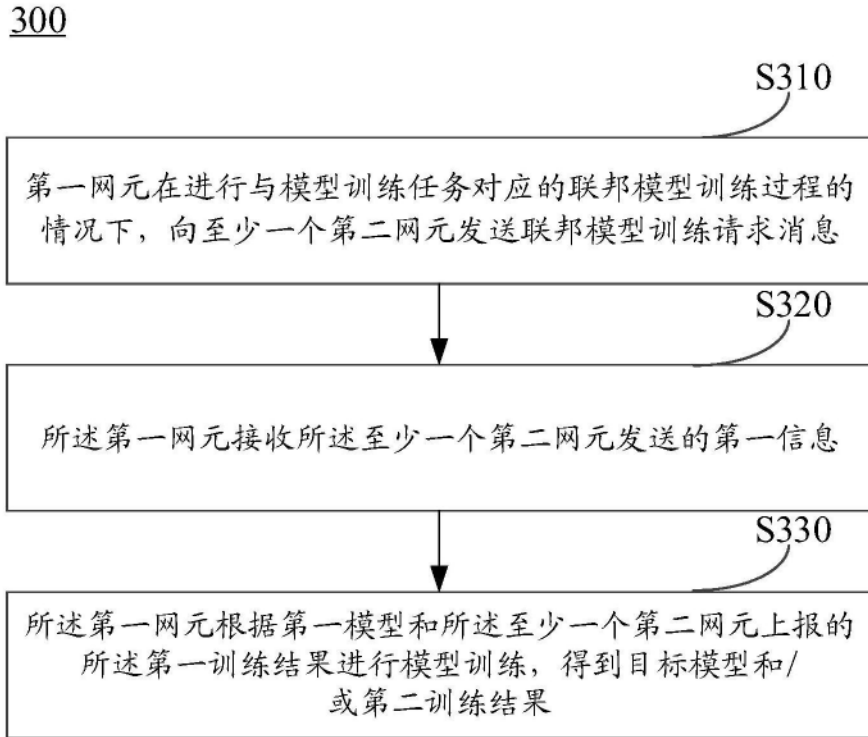 300
S310
第一网元在进行与模型训练任务对应的联邦模型训练过程的
情况下，向至少一个第二网元发送联邦模型训练请求消息
S320
所述第一网元接收所述至少一个第二网元发送的第一信息
S330
所述第一网元根据第一模型和所述至少一个第二网元上报的
所述第一训练结果进行模型训练，得到目标模型和/
或第二训练结果